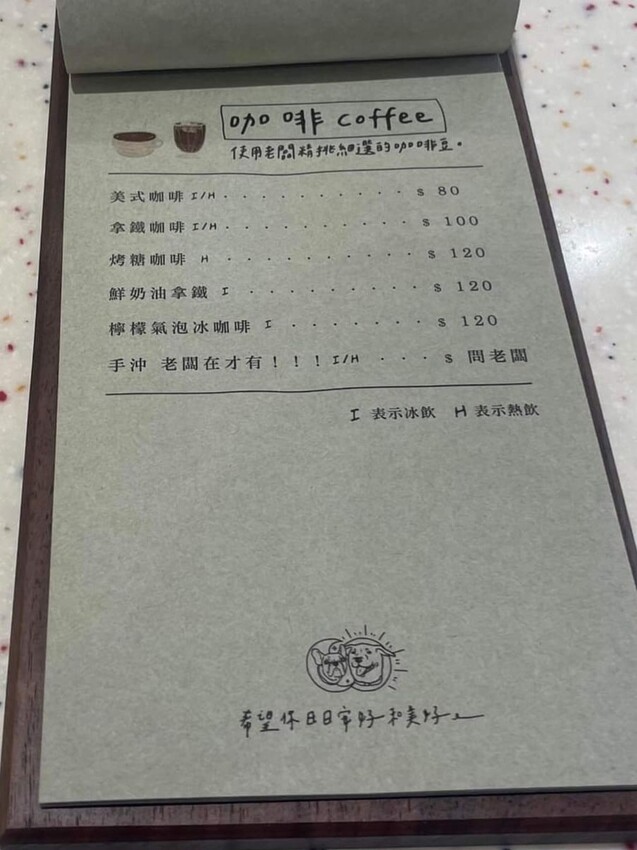 咖啡 coffee
使用老闆精挑細選的咖啡豆。
美式咖啡 I/H · · · · · · · · · · $ 80
拿鐵咖啡 I/H · · · · · · · · · · $ 100
烤糖咖啡 H · · · · · · · · · · $ 120
鮮奶油拿鐵 I · · · · · · · · · $ 120
檸檬氣泡冰咖啡 I · · · · · · · $ 120
手沖 老闆在才有！！！I/H · · · $ 問老闆
I 表示冰飲 H 表示熱飲
希望你日日安好和美好